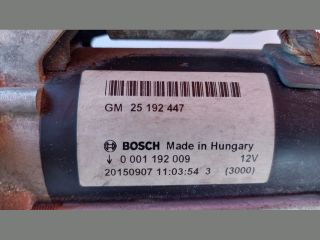 GM 25 192 447
BOSCH Made in Hungary
↓ 0 001 192 009 12V
20150907 11:03:54 3 (3000)